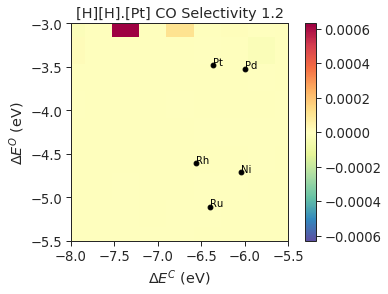 [H][H].[Pt] CO Selectivity 1.2
−3.0
−3.5
−4.0
−4.5
−5.0
−5.5
ΔE^O (eV)
Pt
Pd
Rh
Ni
Ru
−8.0 −7.5 −7.0 −6.5 −6.0 −5.5
ΔE^C (eV)
0.0006
0.0004
0.0002
0.0000
−0.0002
−0.0004
−0.0006